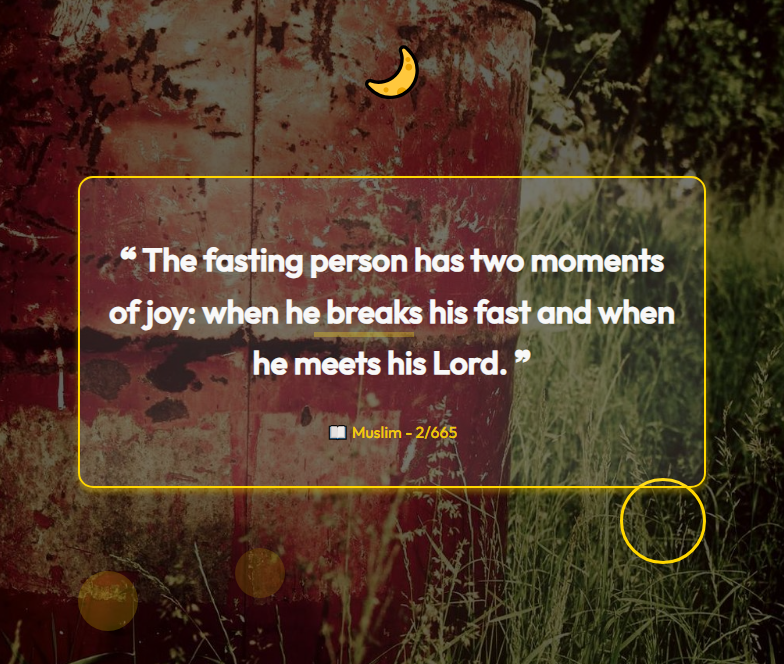 “ The fasting person has two moments
of joy: when he breaks his fast and when
he meets his Lord. ”
Muslim - 2/665